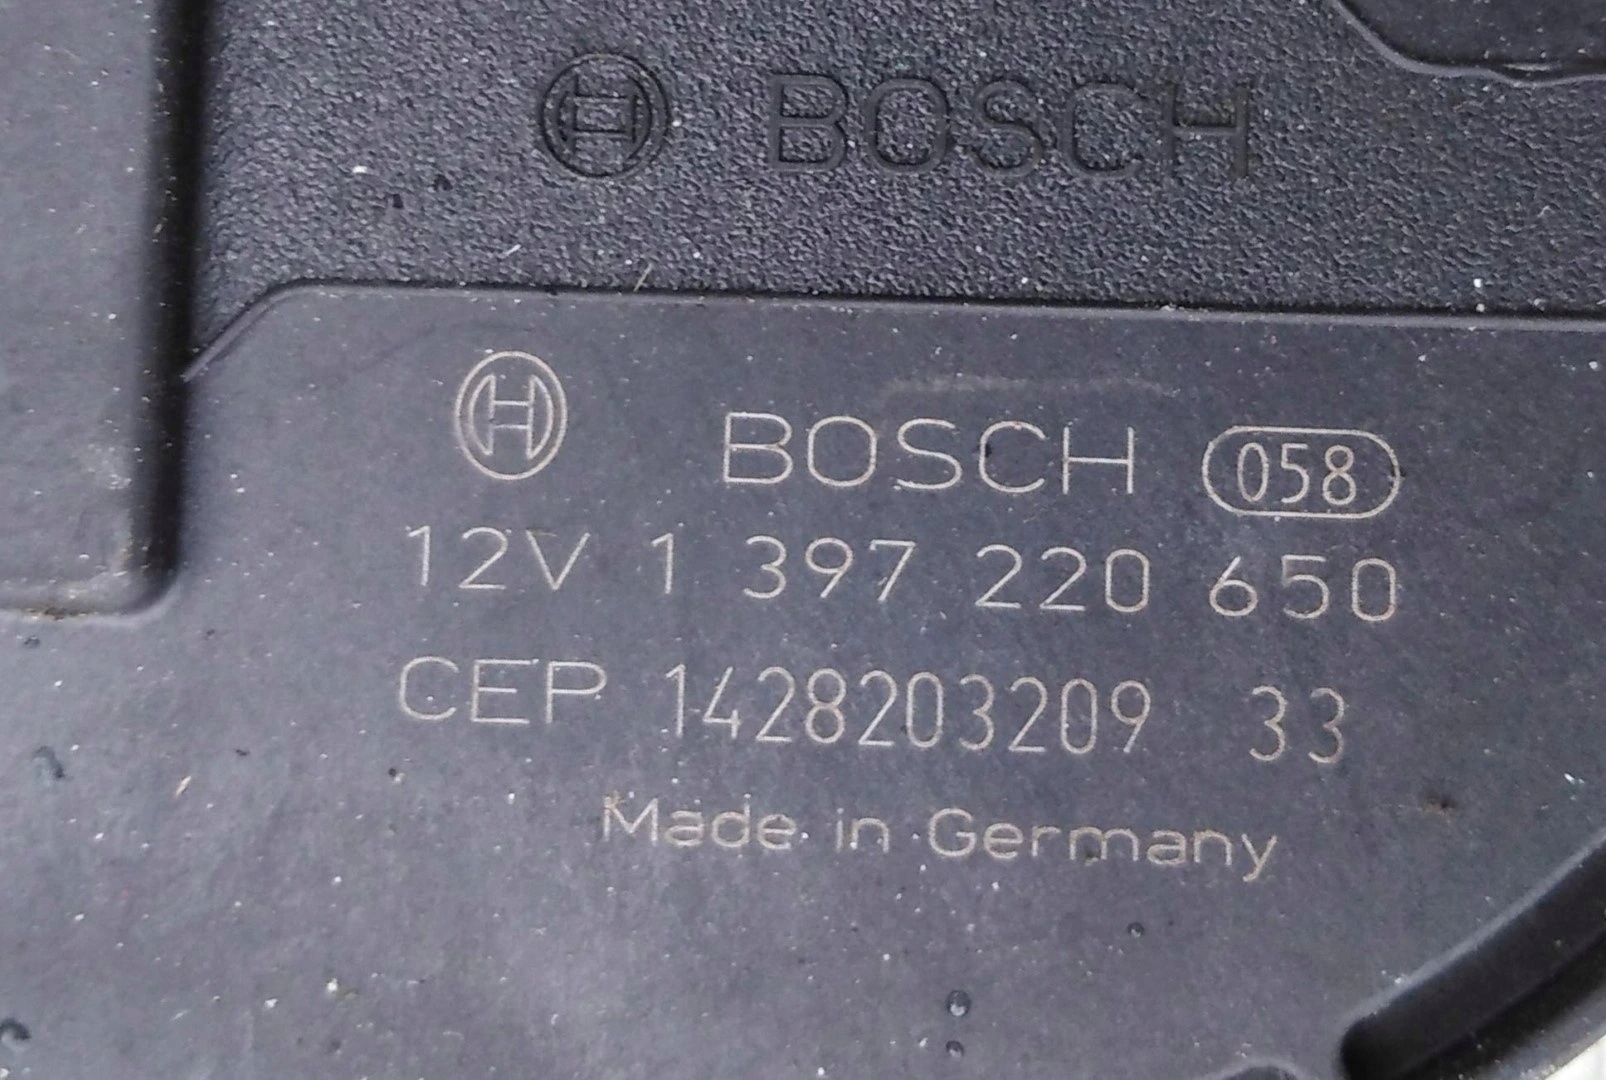 BOSCH
BOSCH 058
12V 1 397 220 650
CEP 1428203209 33
Made in Germany